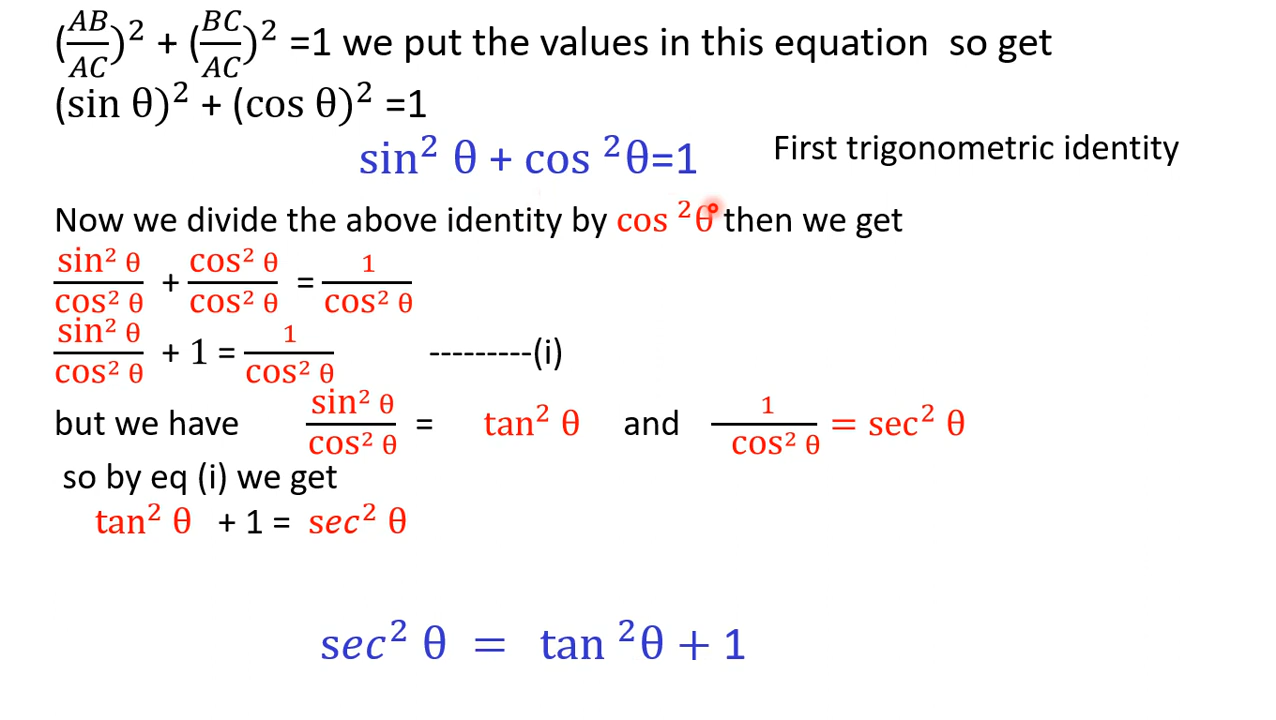 (AB/AC)² + (BC/AC)² =1 we put the values in this equation so get
(sin θ)² + (cos θ)² =1
sin² θ + cos ²θ=1 First trigonometric identity
Now we divide the above identity by cos ²θ then we get
sin² θ/cos² θ + cos² θ/cos² θ = 1/cos² θ
sin² θ/cos² θ + 1 = 1/cos² θ ---------(i)
but we have sin² θ/cos² θ = tan² θ and 1/cos² θ = sec² θ
so by eq (i) we get
tan² θ + 1 = sec² θ
sec² θ = tan ²θ + 1